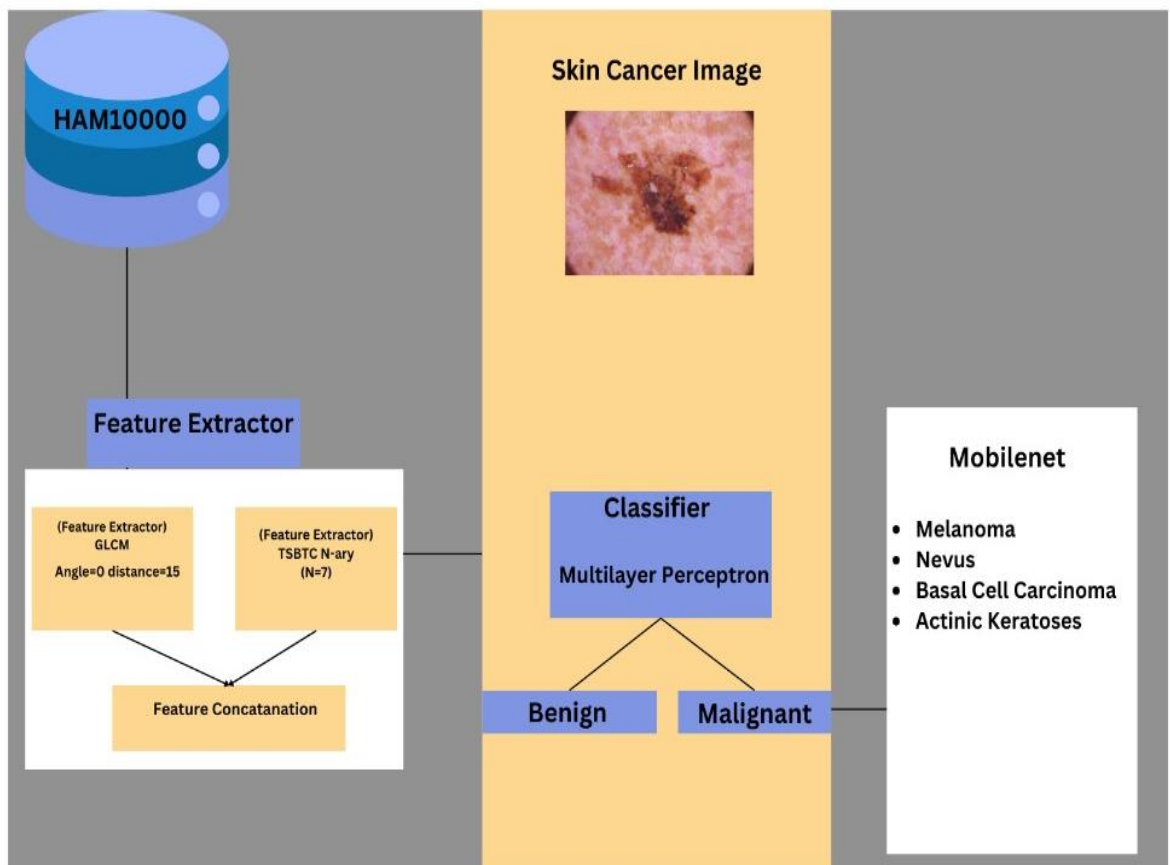 HAM10000
Feature Extractor
(Feature Extractor)
GLCM
Angle=0 distance=15
(Feature Extractor)
TSBTC N-ary
(N=7)
Feature Concatanation
Skin Cancer Image
Classifier
Multilayer Perceptron
Benign
Malignant
Mobilenet
• Melanoma
• Nevus
• Basal Cell Carcinoma
• Actinic Keratoses